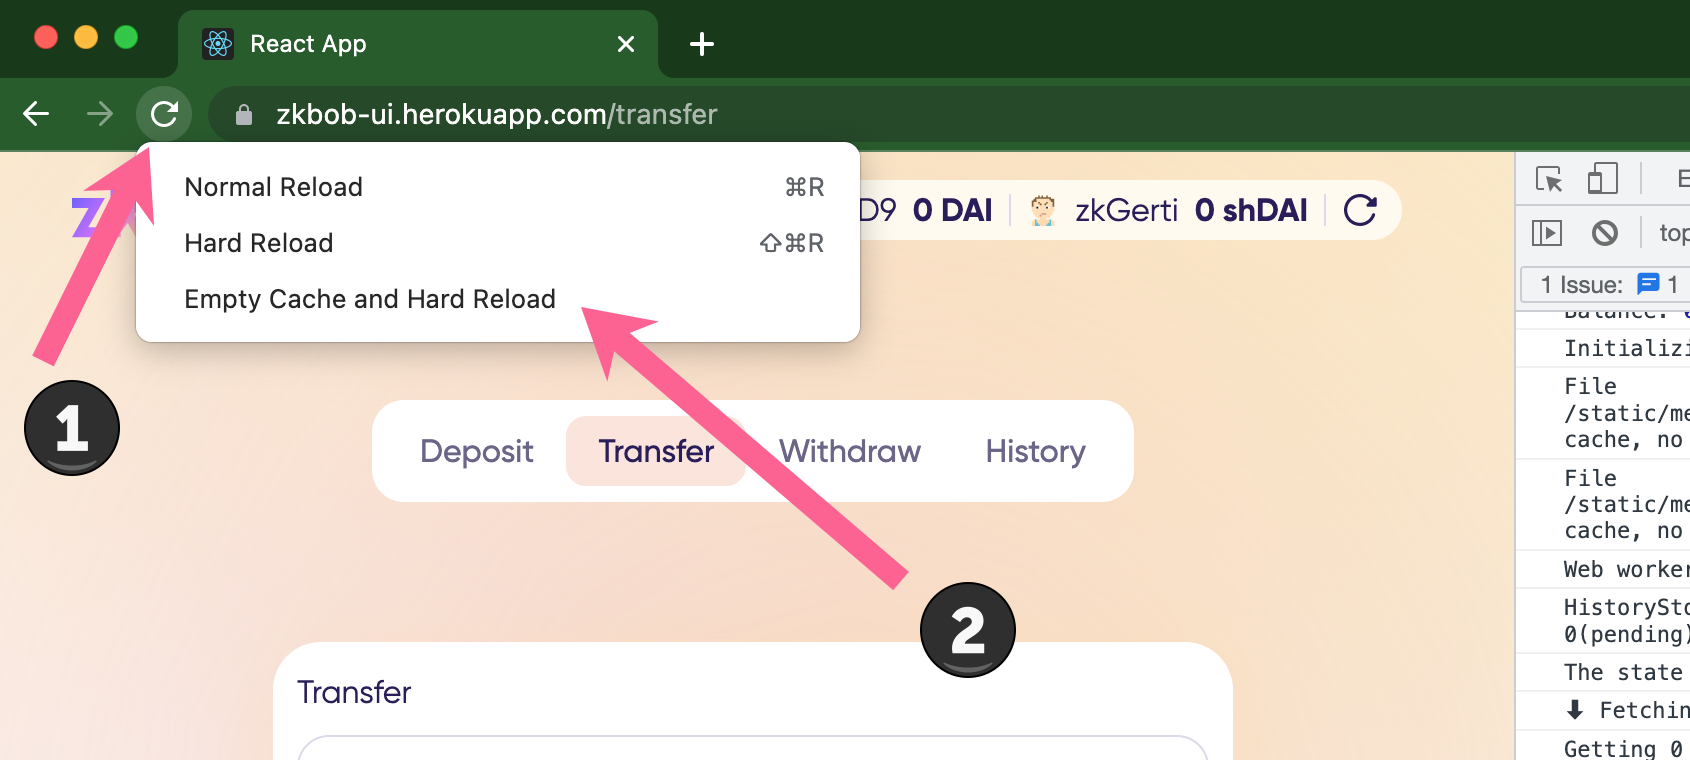 React App
zkbob-ui.herokuapp.com/transfer
Normal Reload ⌘R
Hard Reload ⇧⌘R
Empty Cache and Hard Reload
D9 0 DAI zkGerti 0 shDAI
1
Deposit Transfer Withdraw History
2
Transfer
top
1 Issue: 1
Balance:
Initializi
File
/static/me
cache, no
File
/static/me
cache, no
Web worker
HistorySto
0(pending)
The state
⬇ Fetchin
Getting 0